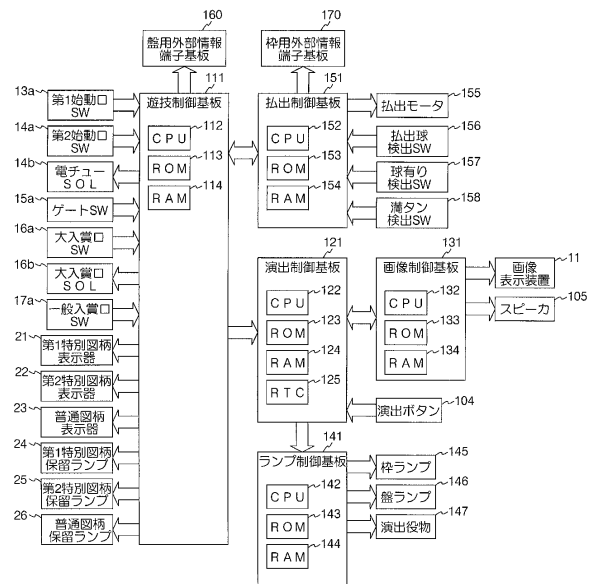 160
盤用外部情報
端子基板
170
枠用外部情報
端子基板
13a
第1始動口
SW
14a
第2始動口
SW
14b
電チュー
SOL
15a
ゲートSW
16a
大入賞口
SW
16b
大入賞口
SOL
17a
一般入賞口
SW
21
第1特別図柄
表示器
22
第2特別図柄
表示器
23
普通図柄
表示器
24
第1特別図柄
保留ランプ
25
第2特別図柄
保留ランプ
26
普通図柄
保留ランプ
111
遊技制御基板
112
CPU
113
ROM
114
RAM
151
払出制御基板
152
CPU
153
ROM
154
RAM
155
払出モータ
156
払出球
検出SW
157
球有り
検出SW
158
満タン
検出SW
121
演出制御基板
122
CPU
123
ROM
124
RAM
125
RTC
131
画像制御基板
132
CPU
133
ROM
134
RAM
11
画像
表示装置
105
スピーカ
104
演出ボタン
141
ランプ制御基板
142
CPU
143
ROM
144
RAM
145
枠ランプ
146
盤ランプ
147
演出役物